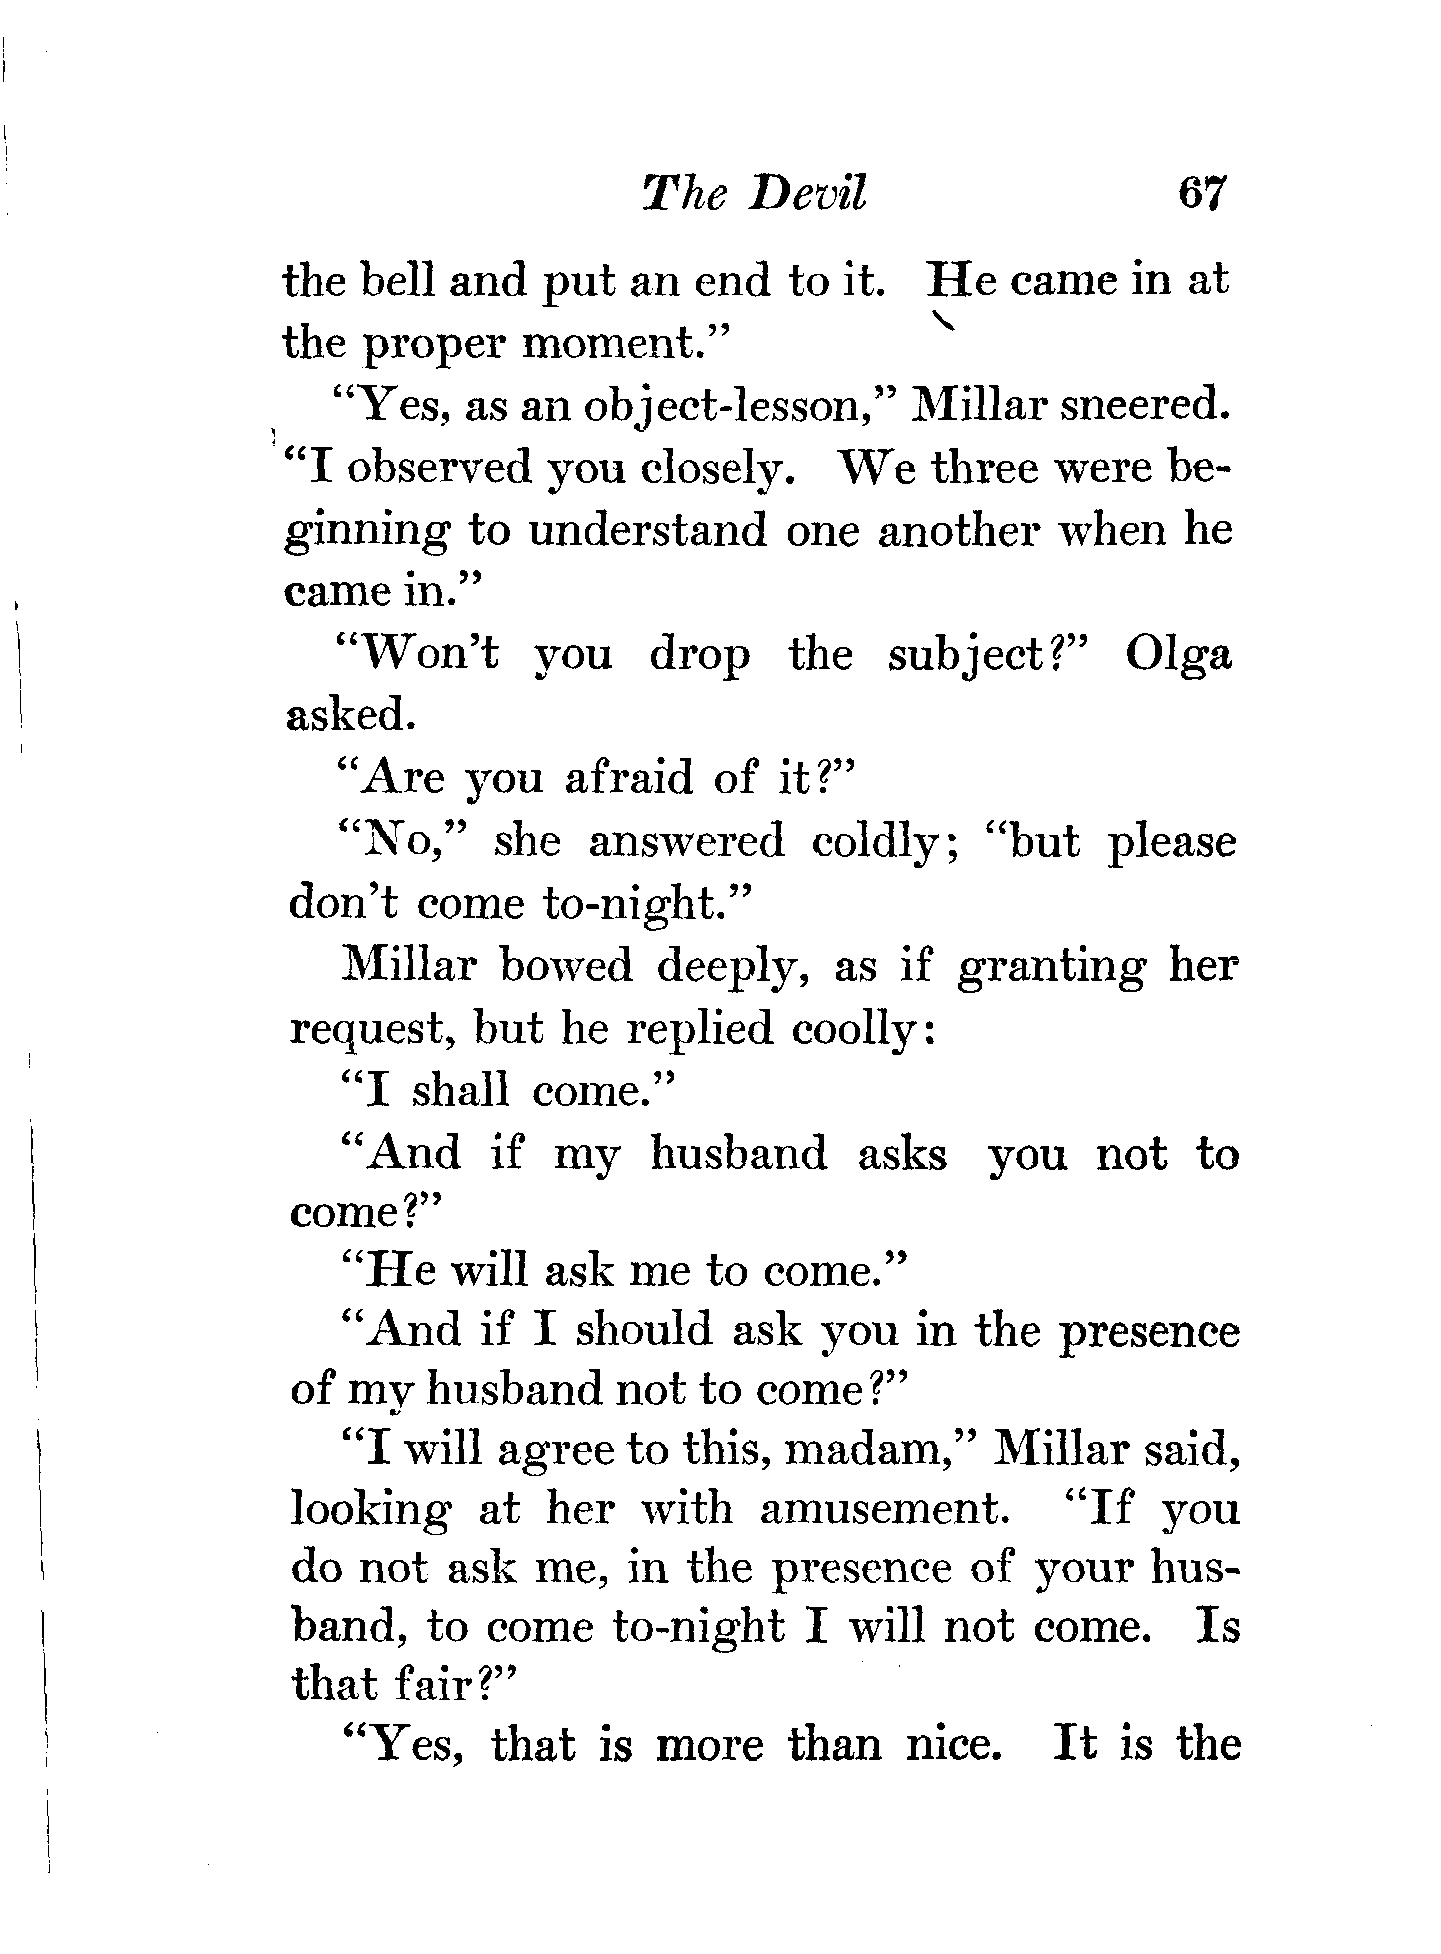 The Devil 67
the bell and put an end to it. He came in at
the proper moment."
"Yes, as an object-lesson," Millar sneered.
"I observed you closely. We three were be-
ginning to understand one another when he
came in."
"Won't you drop the subject?" Olga
asked.
"Are you afraid of it?"
"No," she answered coldly; "but please
don't come to-night."
Millar bowed deeply, as if granting her
request, but he replied coolly:
"I shall come."
"And if my husband asks you not to
come?"
"He will ask me to come."
"And if I should ask you in the presence
of my husband not to come?"
"I will agree to this, madam," Millar said,
looking at her with amusement. "If you
do not ask me, in the presence of your hus-
band, to come to-night I will not come. Is
that fair?"
"Yes, that is more than nice. It is the